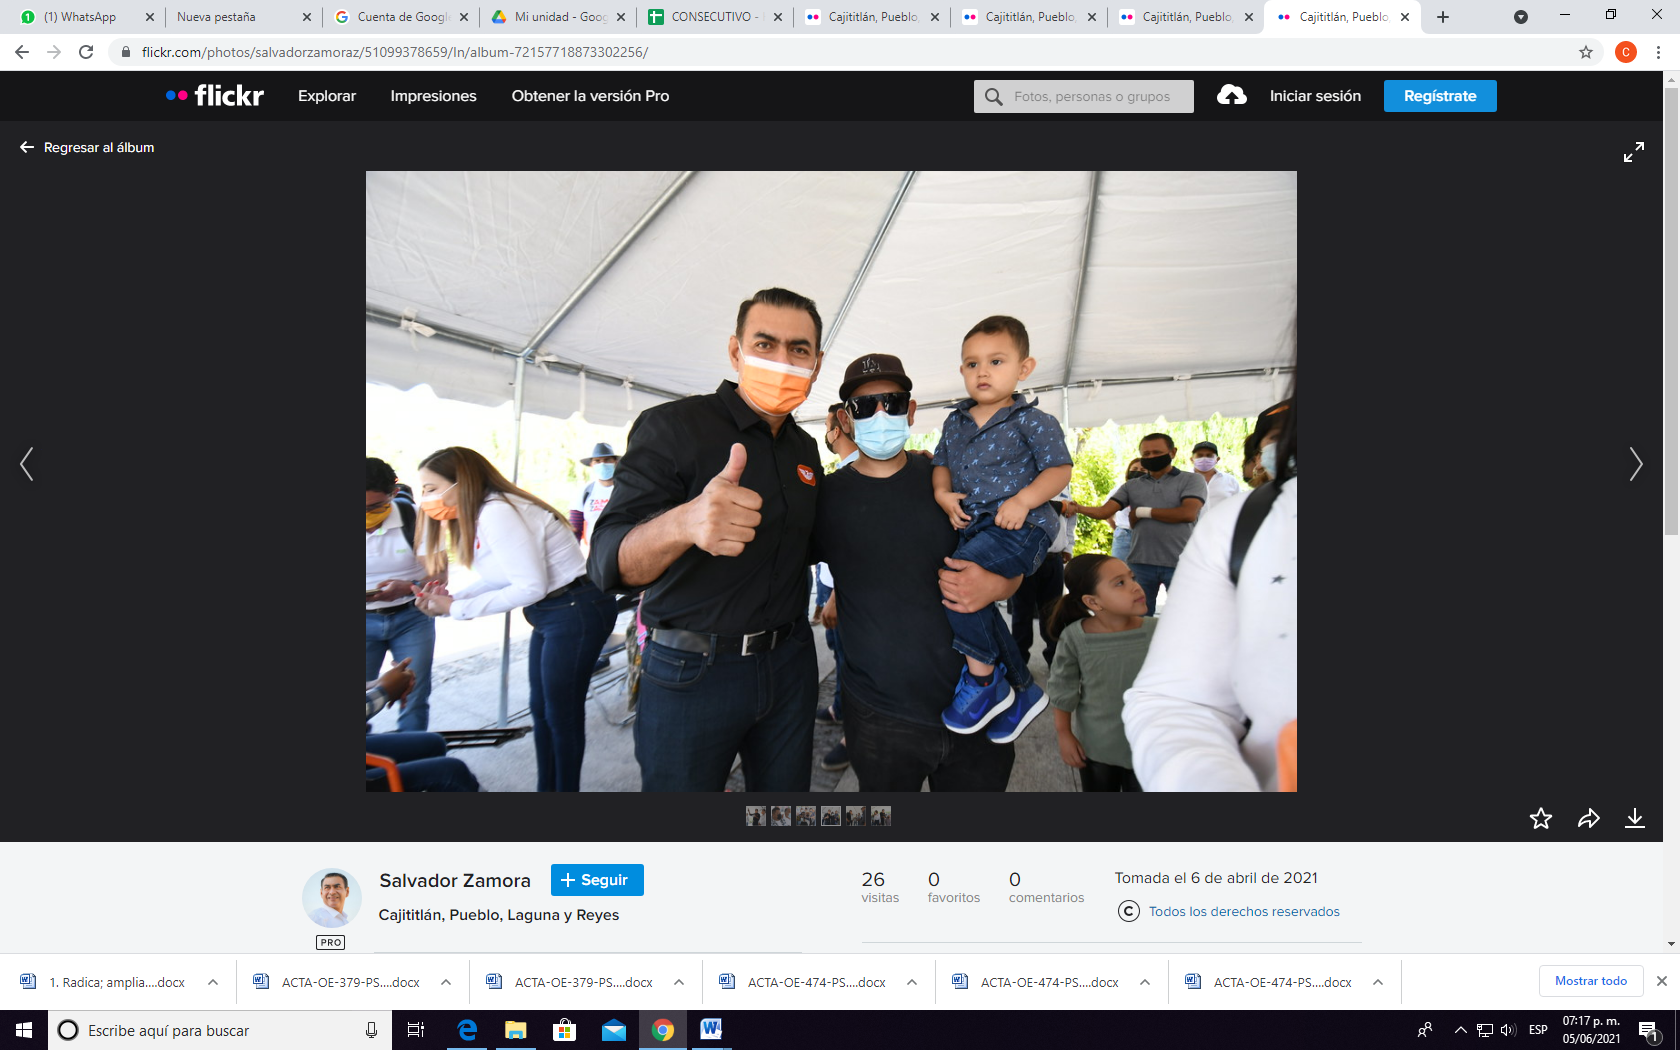 (1) WhatsApp
Nueva pestaña
Cuenta de Google
Mi unidad - Goog
CONSECUTIVO -
Cajititlán, Pueblo,
Cajititlán, Pueblo,
Cajititlán, Pueblo,
Cajititlán, Pueblo,
flickr.com/photos/salvadorzamoraz/51099378659/In/album-72157718873302256/
C
flickr
Explorar
Impresiones
Obtener la versión Pro
Fotos, personas o grupos
Iniciar sesión
Regístrate
Regresar al álbum
LA
Salvador Zamora
+ Seguir
Cajititlán, Pueblo, Laguna y Reyes
PRO
26
visitas
0
favoritos
0
comentarios
Tomada el 6 de abril de 2021
Todos los derechos reservados
1. Radica; amplia....docx
ACTA-OE-379-PS....docx
ACTA-OE-379-PS....docx
ACTA-OE-474-PS....docx
ACTA-OE-474-PS....docx
ACTA-OE-474-PS....docx
Mostrar todo
Escribe aquí para buscar
ESP
07:17 p. m.
05/06/2021
1